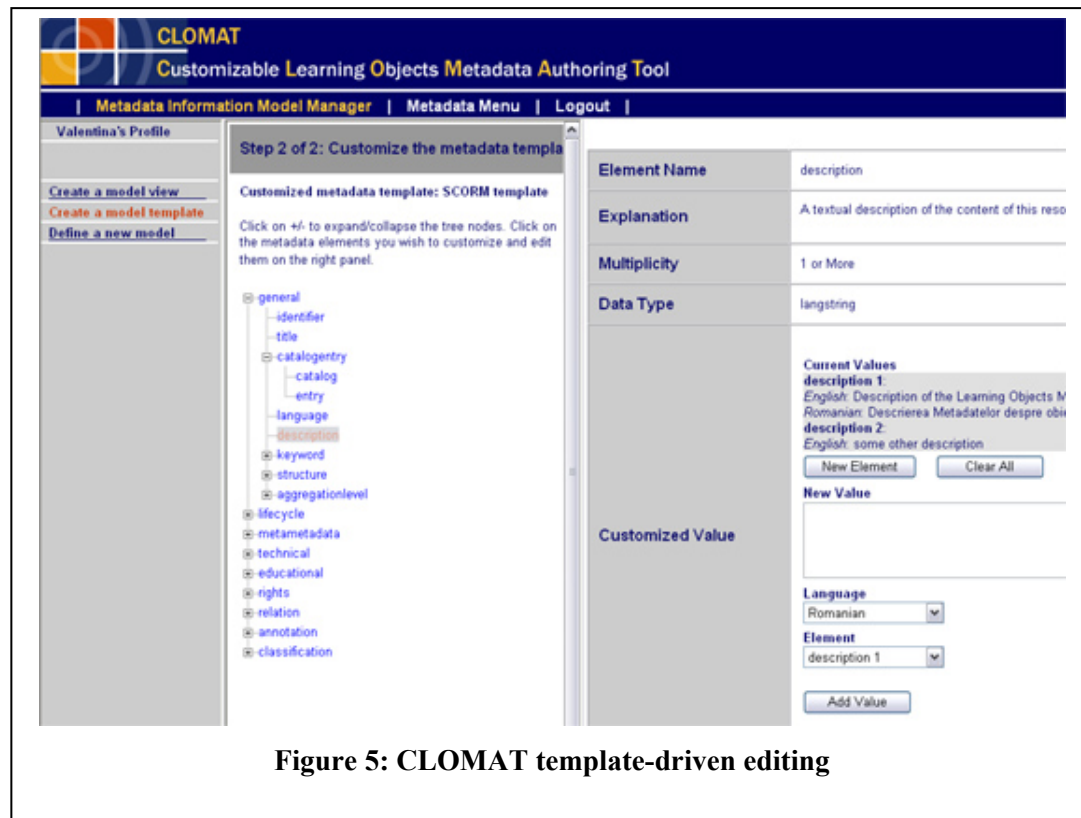 CLOMAT
Customizable Learning Objects Metadata Authoring Tool
| Metadata Information Model Manager | Metadata Menu | Logout |
Valentina's Profile
Create a model view
Create a model template
Define a new model
Step 2 of 2: Customize the metadata templa
Customized metadata template: SCORM template
Click on +/- to expand/collapse the tree nodes. Click on
the metadata elements you wish to customize and edit
them on the right panel.
general
identifier
title
catalogentry
catalog
entry
language
description
keyword
structure
aggregationlevel
lifecycle
metametadata
technical
educational
rights
relation
annotation
classification
Element Name description
Explanation A textual description of the content of this reso
Multiplicity 1 or More
Data Type langstring
Customized Value
Current Values
description 1:
English: Description of the Learning Objects M
Romanian: Descrierea Metadatelor despre obie
description 2:
English: some other description
New Element Clear All
New Value
Language
Romanian
Element
description 1
Add Value
Figure 5: CLOMAT template-driven editing